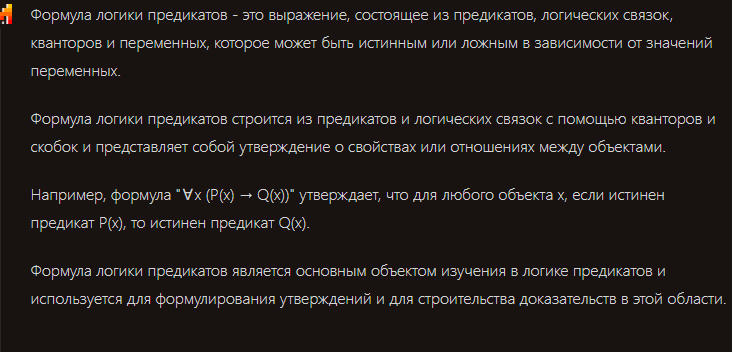 Формула логики предикатов - это выражение, состоящее из предикатов, логических связок,
кванторов и переменных, которое может быть истинным или ложным в зависимости от значений
переменных.
Формула логики предикатов строится из предикатов и логических связок с помощью кванторов и
скобок и представляет собой утверждение о свойствах или отношениях между объектами.
Например, формула "∀x (P(x) → Q(x))" утверждает, что для любого объекта x, если истинен
предикат P(x), то истинен предикат Q(x).
Формула логики предикатов является основным объектом изучения в логике предикатов и
используется для формулирования утверждений и для строительства доказательств в этой области.